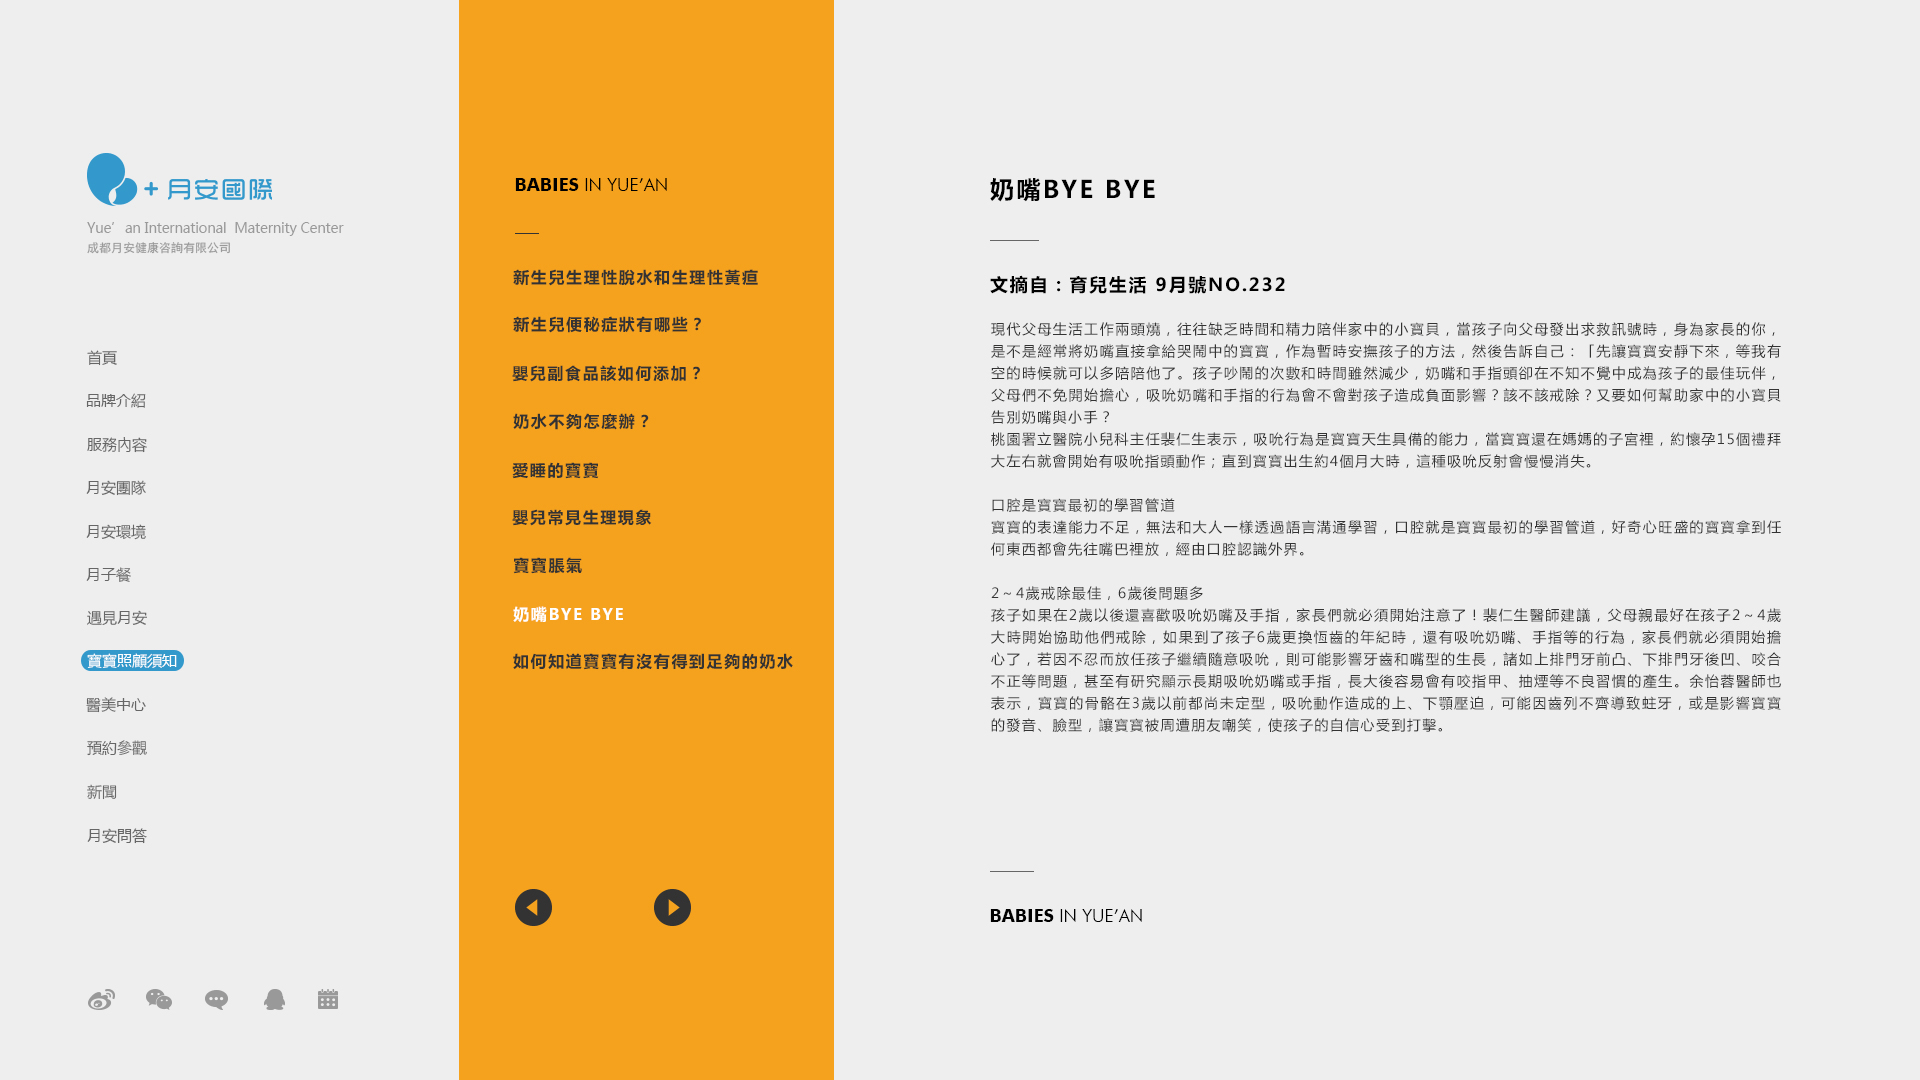 月安國際
Yue’an International Maternity Center
成都月安健康咨詢有限公司
首頁
品牌介紹
服務內容
月安團隊
月安環境
月子餐
遇見月安
寶寶照顧須知
醫美中心
預約參觀
新聞
月安問答
BABIES IN YUE’AN
新生兒生理性脫水和生理性黃疸
新生兒便秘症狀有哪些？
嬰兒副食品該如何添加？
奶水不夠怎麼辦？
愛睡的寶寶
嬰兒常見生理現象
寶寶脹氣
奶嘴BYE BYE
如何知道寶寶有沒有得到足夠的奶水
奶嘴BYE BYE
文摘自：育兒生活 9月號NO.232
現代父母生活工作兩頭燒，往往缺乏時間和精力陪伴家中的小寶貝，當孩子向父母發出求救訊號時，身為家長的你，
是不是經常將奶嘴直接拿給哭鬧中的寶寶，作為暫時安撫孩子的方法，然後告訴自己：「先讓寶寶安靜下來，等我有
空的時候就可以多陪陪他了。孩子吵鬧的次數和時間雖然減少，奶嘴和手指頭卻在不知不覺中成為孩子的最佳玩伴，
父母們不免開始擔心，吸吮奶嘴和手指的行為會不會對孩子造成負面影響？該不該戒除？又要如何幫助家中的小寶貝
告別奶嘴與小手？
桃園署立醫院小兒科主任裴仁生表示，吸吮行為是寶寶天生具備的能力，當寶寶還在媽媽的子宮裡，約懷孕15個禮拜
大左右就會開始有吸吮指頭動作；直到寶寶出生約4個月大時，這種吸吮反射會慢慢消失。
口腔是寶寶最初的學習管道
寶寶的表達能力不足，無法和大人一樣透過語言溝通學習，口腔就是寶寶最初的學習管道，好奇心旺盛的寶寶拿到任
何東西都會先往嘴巴裡放，經由口腔認識外界。
2～4歲戒除最佳，6歲後問題多
孩子如果在2歲以後還喜歡吸吮奶嘴及手指，家長們就必須開始注意了！裴仁生醫師建議，父母親最好在孩子2～4歲
大時開始協助他們戒除，如果到了孩子6歲更換恆齒的年紀時，還有吸吮奶嘴、手指等的行為，家長們就必須開始擔
心了，若因不忍而放任孩子繼續隨意吸吮，則可能影響牙齒和嘴型的生長，諸如上排門牙前凸、下排門牙後凹、咬合
不正等問題，甚至有研究顯示長期吸吮奶嘴或手指，長大後容易會有咬指甲、抽煙等不良習慣的產生。余怡蓉醫師也
表示，寶寶的骨骼在3歲以前都尚未定型，吸吮動作造成的上、下顎壓迫，可能因齒列不齊導致蛀牙，或是影響寶寶
的發音、臉型，讓寶寶被周遭朋友嘲笑，使孩子的自信心受到打擊。
BABIES IN YUE’AN